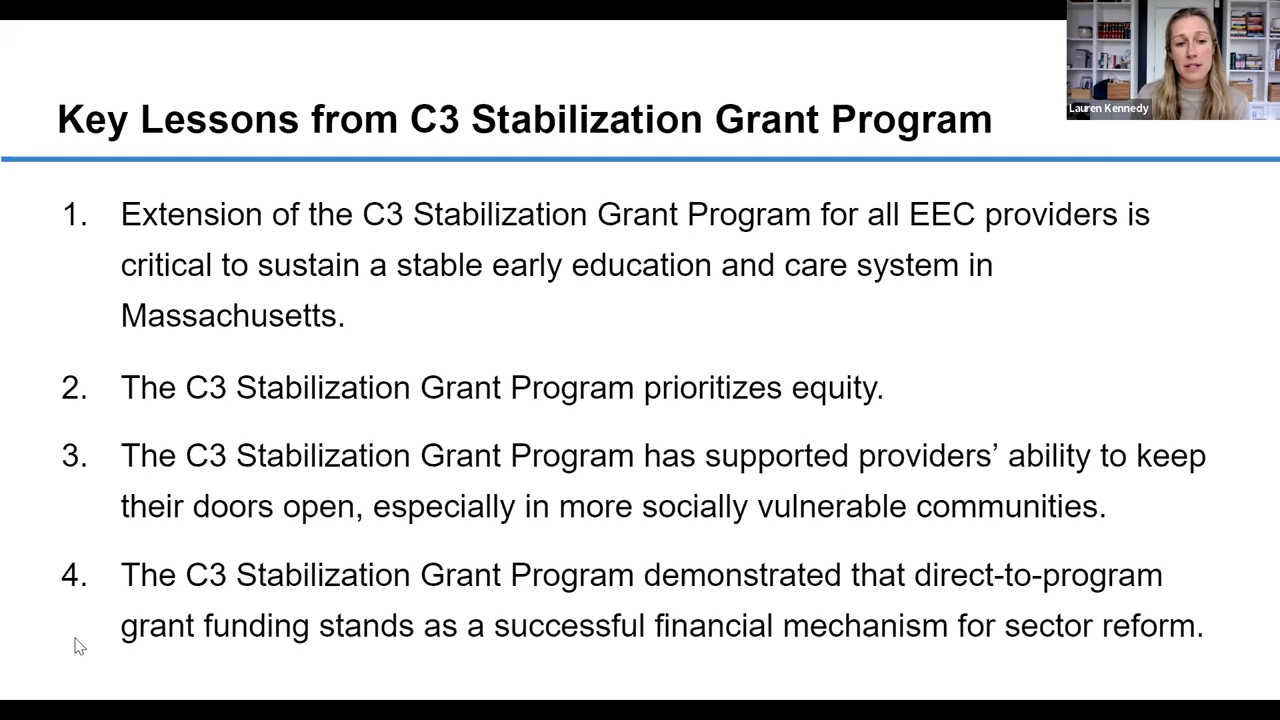 Lauren Kennedy
Key Lessons from C3 Stabilization Grant Program
1. Extension of the C3 Stabilization Grant Program for all EEC providers is
critical to sustain a stable early education and care system in
Massachusetts.
2. The C3 Stabilization Grant Program prioritizes equity.
3. The C3 Stabilization Grant Program has supported providers’ ability to keep
their doors open, especially in more socially vulnerable communities.
4. The C3 Stabilization Grant Program demonstrated that direct-to-program
grant funding stands as a successful financial mechanism for sector reform.